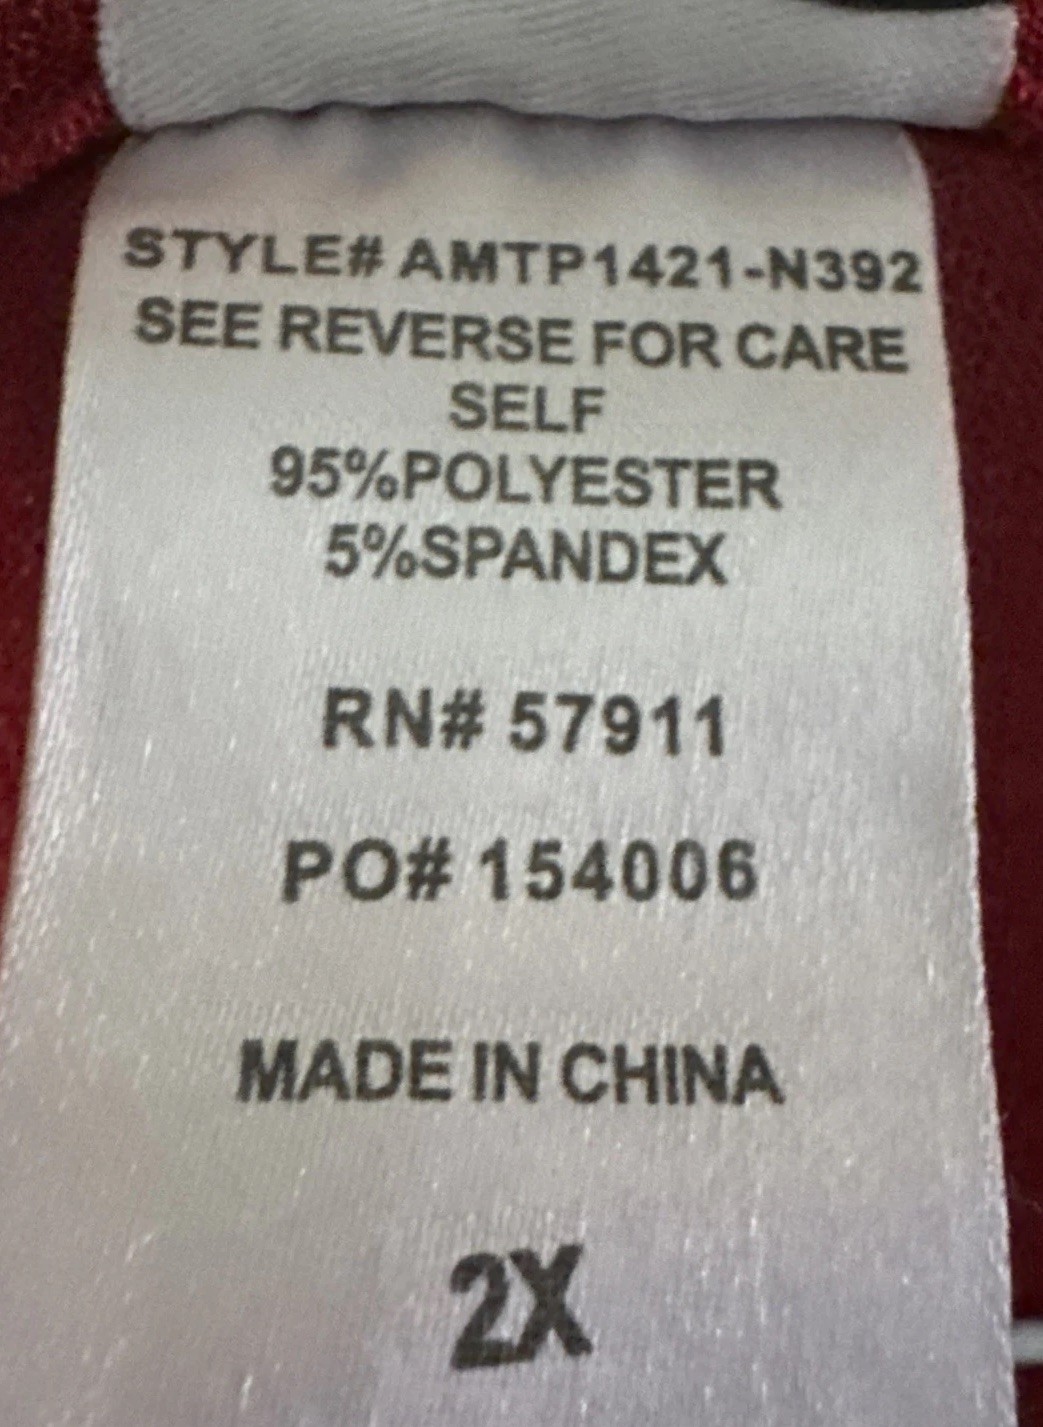 STYLE# AMTP1421-N392
SEE REVERSE FOR CARE
SELF
95%POLYESTER
5%SPANDEX
RN# 57911
PO# 154006
MADE IN CHINA
2X